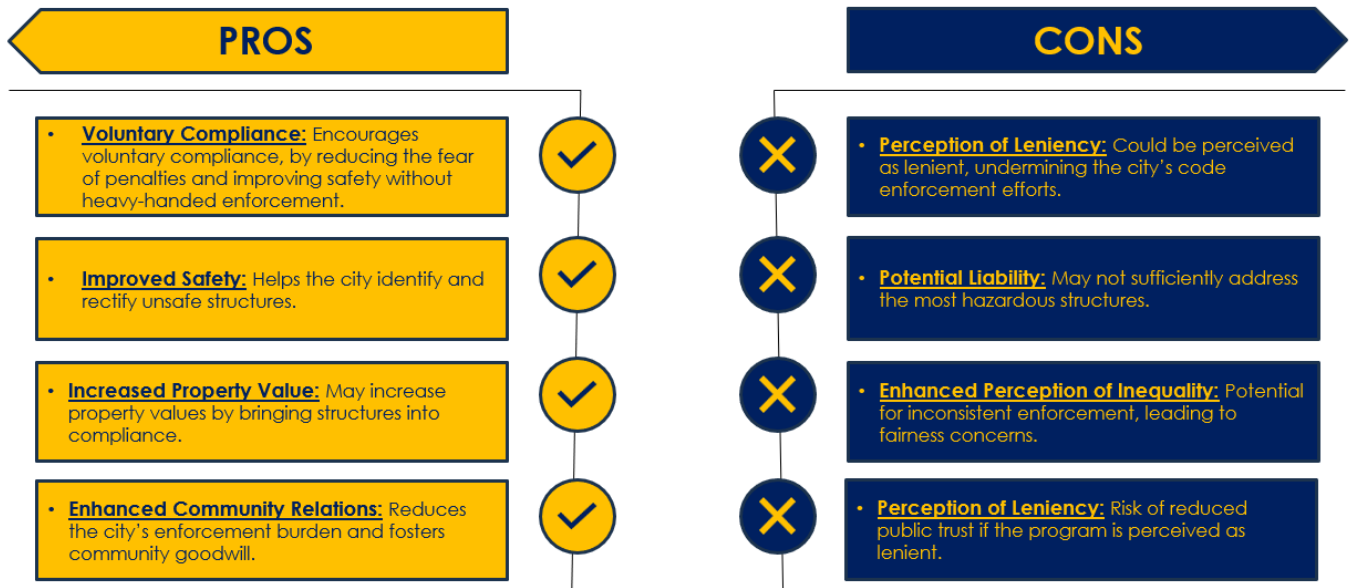 PROS
• Voluntary Compliance: Encourages
voluntary compliance, by reducing the fear
of penalties and improving safety without
heavy-handed enforcement.
• Improved Safety: Helps the city identify and
rectify unsafe structures.
• Increased Property Value: May increase
property values by bringing structures into
compliance.
• Enhanced Community Relations: Reduces
the city's enforcement burden and fosters
community goodwill.
CONS
• Perception of Leniency: Could be perceived
as lenient, undermining the city's code
enforcement efforts.
• Potential Liability: May not sufficiently address
the most hazardous structures.
• Enhanced Perception of Inequality: Potential
for inconsistent enforcement, leading to
fairness concerns.
• Perception of Leniency: Risk of reduced
public trust if the program is perceived as
lenient.